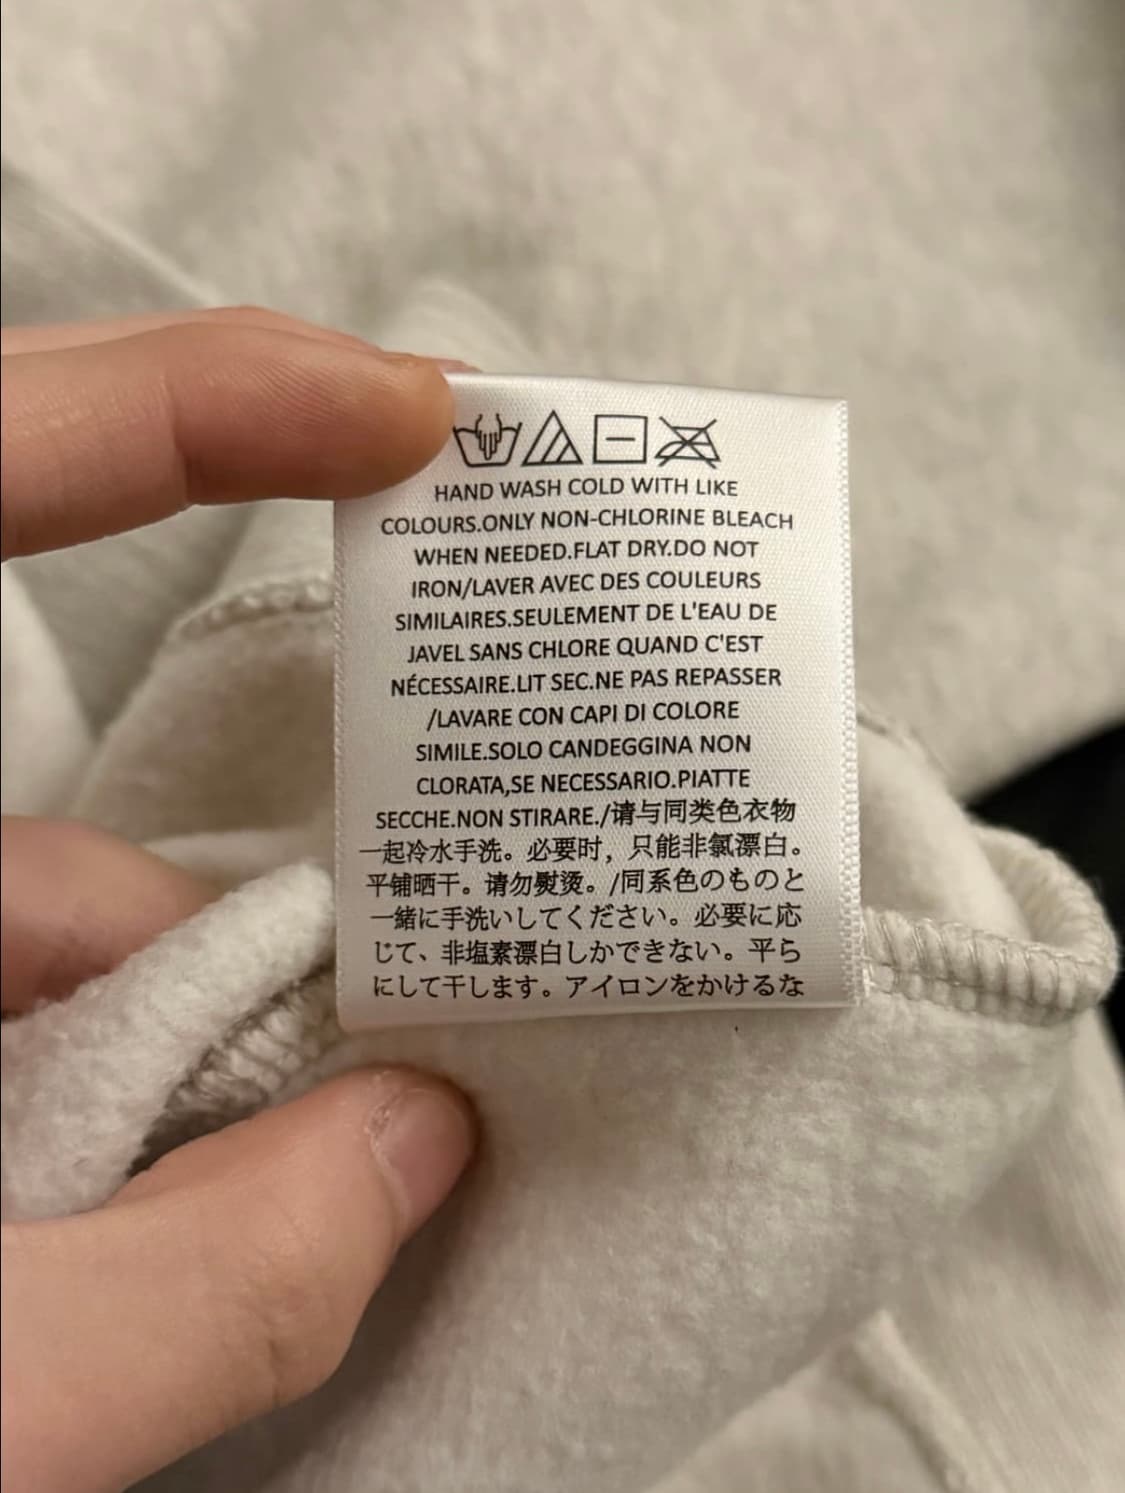 HAND WASH COLD WITH LIKE
COLOURS.ONLY NON-CHLORINE BLEACH
WHEN NEEDED.FLAT DRY.DO NOT
IRON/LAVER AVEC DES COULEURS
SIMILAIRES.SEULEMENT DE L'EAU DE
JAVEL SANS CHLORE QUAND C'EST
NÉCESSAIRE.LIT SEC.NE PAS REPASSER
/LAVARE CON CAPI DI COLORE
SIMILE.SOLO CANDEGGINA NON
CLORATA,SE NECESSARIO.PIATTE
SECCHE.NON STIRARE./请与同类色衣物
一起冷水手洗。必要时，只能非氯漂白。
平铺晒干。请勿熨烫。/同系色のものと
一緒に手洗いしてください。必要に応
じて、非塩素漂白しかできない。平ら
にして干します。アイロンをかけるな